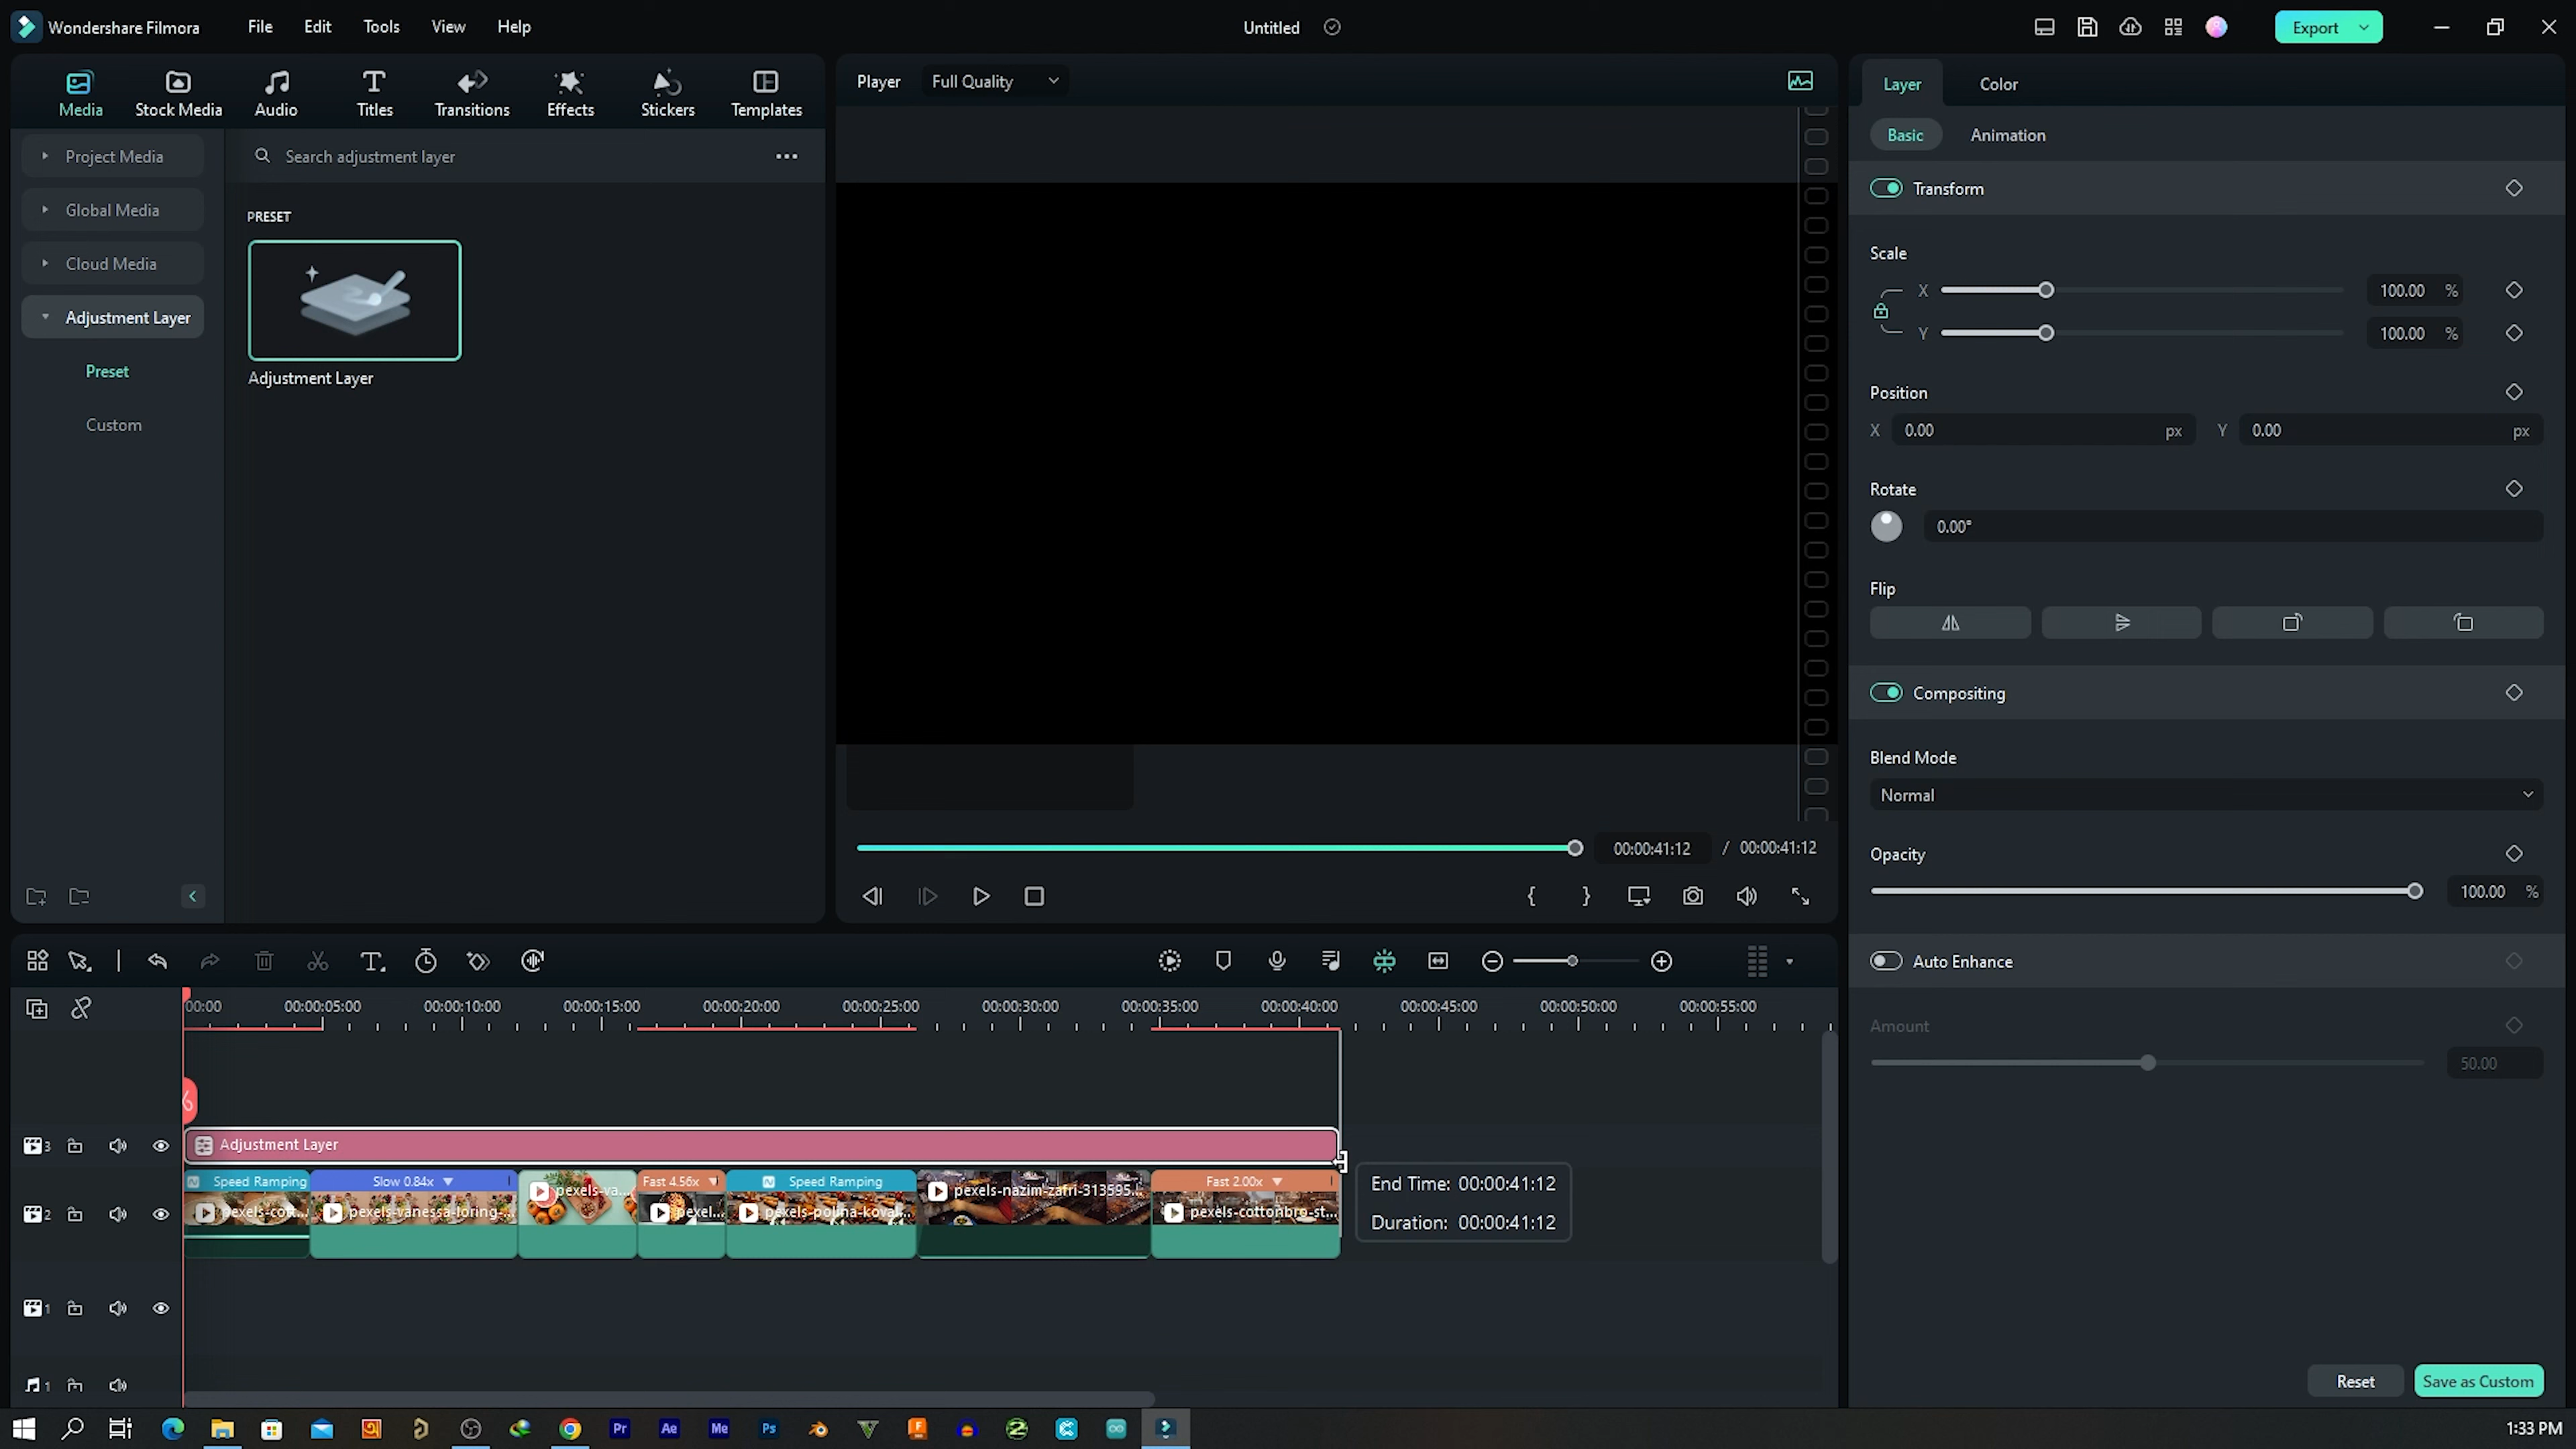 Wondershare Filmora File Edit Tools View Help Untitled Export
Media Stock Media Audio Titles Transitions Effects Stickers Templates
Player Full Quality
Layer Color
Basic Animation
Project Media
Global Media
Cloud Media
Adjustment Layer
Preset
Custom
Search adjustment layer
PRESET
Adjustment Layer
Transform
Scale
X 100.00 %
Y 100.00 %
Position
X 0.00 px Y 0.00 px
Rotate
0.00°
Flip
Compositing
Blend Mode
Normal
Opacity
100.00 %
Auto Enhance
Amount
50.00
Reset Save as Custom
00:00:41:12 / 00:00:41:12
{ }
00:00 00:00:05:00 00:00:10:00 00:00:15:00 00:00:20:00 00:00:25:00 00:00:30:00 00:00:35:00 00:00:40:00 00:00:45:00 00:00:50:00 00:00:55:00
3 Adjustment Layer
Speed Ramping Slow 0.84x Fast 4.56x Speed Ramping Fast 2.00x
2 pexels-cott... pexels-vanessa-loring-... pexels-va... pexel... pexels-polina-koval... pexels-nazim-zafri-313595... pexels-cottonbro-st...
End Time: 00:00:41:12
Duration: 00:00:41:12
1
1
Pr Ae Me Ps
1:33 PM